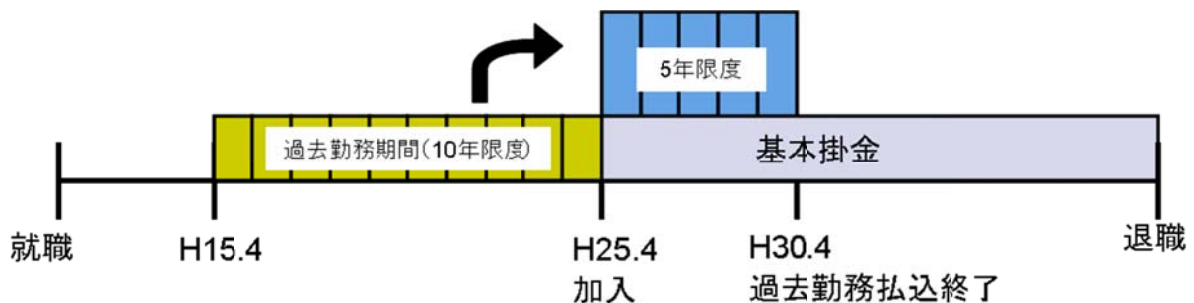 5年限度
過去勤務期間(10年限度)
基本掛金
就職
H15.4
H25.4
加入
H30.4
過去勤務払込終了
退職